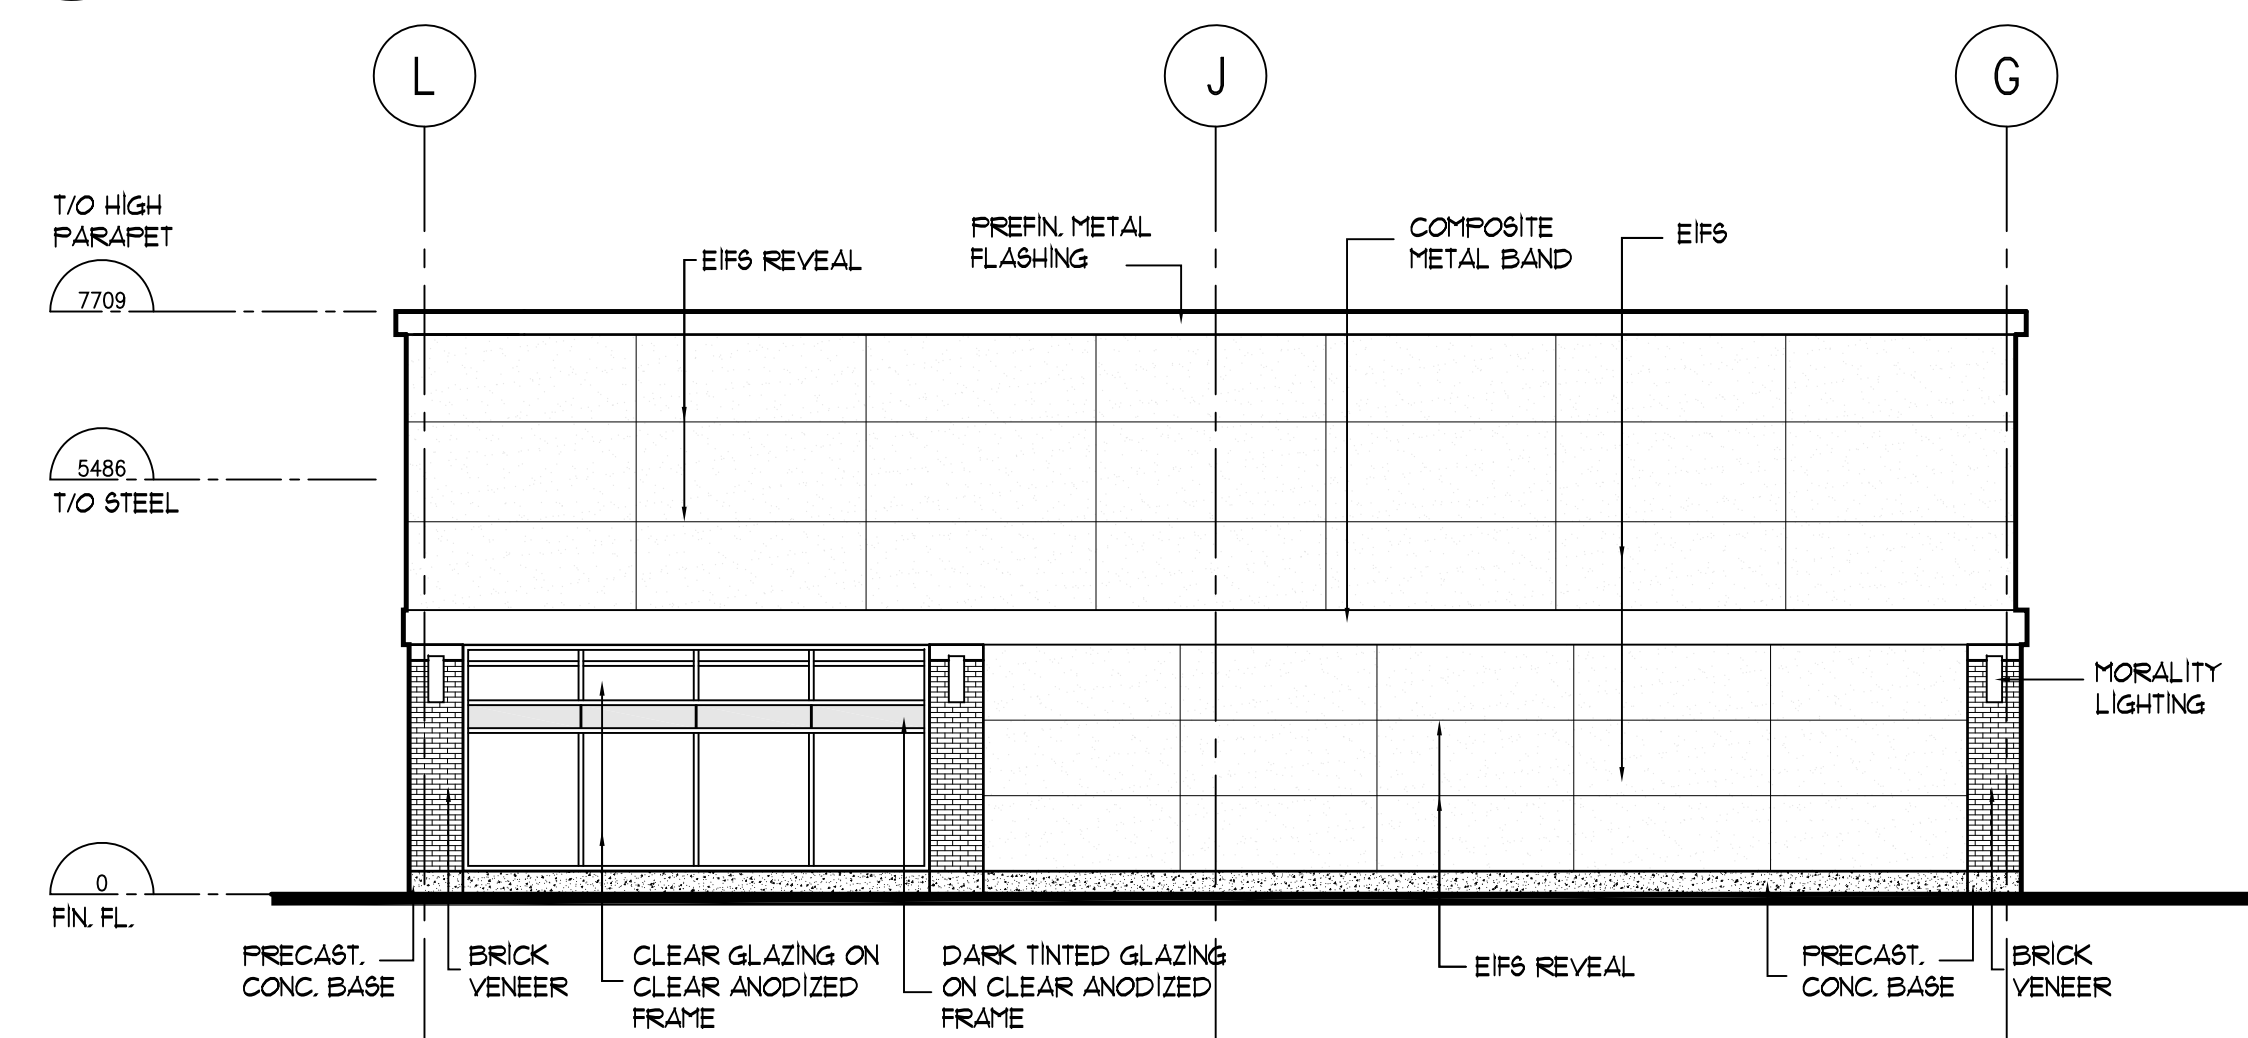 L
J
G
T/O HIGH
PARAPET
7709
5486
T/O STEEL
0
FIN. FL.
EIFS REVEAL
PREFIN. METAL
FLASHING
COMPOSITE
METAL BAND
EIFS
MORALITY
LIGHTING
PRECAST.
CONC. BASE
BRICK
VENEER
CLEAR GLAZING ON
CLEAR ANODIZED
FRAME
DARK TINTED GLAZING
ON CLEAR ANODIZED
FRAME
EIFS REVEAL
PRECAST.
CONC. BASE
BRICK
VENEER